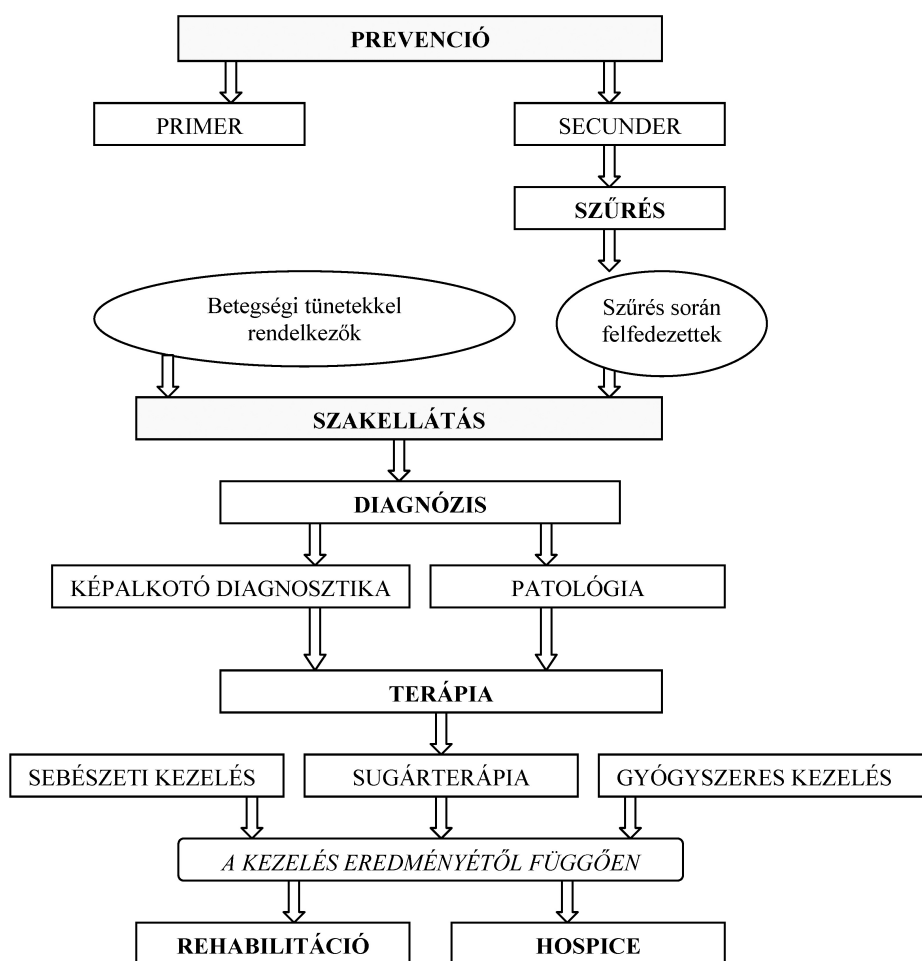 PREVENCIÓ
PRIMER
SECUNDER
SZŰRÉS
Betegségi tünetekkel
rendelkezők
Szűrés során
felfedezettek
SZAKELLÁTÁS
DIAGNÓZIS
KÉPALKOTÓ DIAGNOSZTIKA
PATOLÓGIA
TERÁPIA
SEBÉSZETI KEZELÉS
SUGÁRTERÁPIA
GYÓGYSZERES KEZELÉS
A KEZELÉS EREDMÉNYÉTŐL FÜGGŐEN
REHABILITÁCIÓ
HOSPICE